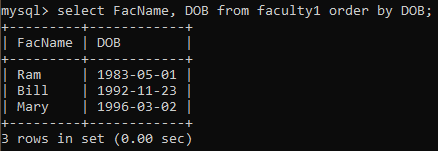 mysql> select FacName, DOB from faculty1 order by DOB;
+---------+------------+
| FacName | DOB        |
+---------+------------+
| Ram     | 1983-05-01 |
| Bill    | 1992-11-23 |
| Mary    | 1996-03-02 |
+---------+------------+
3 rows in set (0.00 sec)